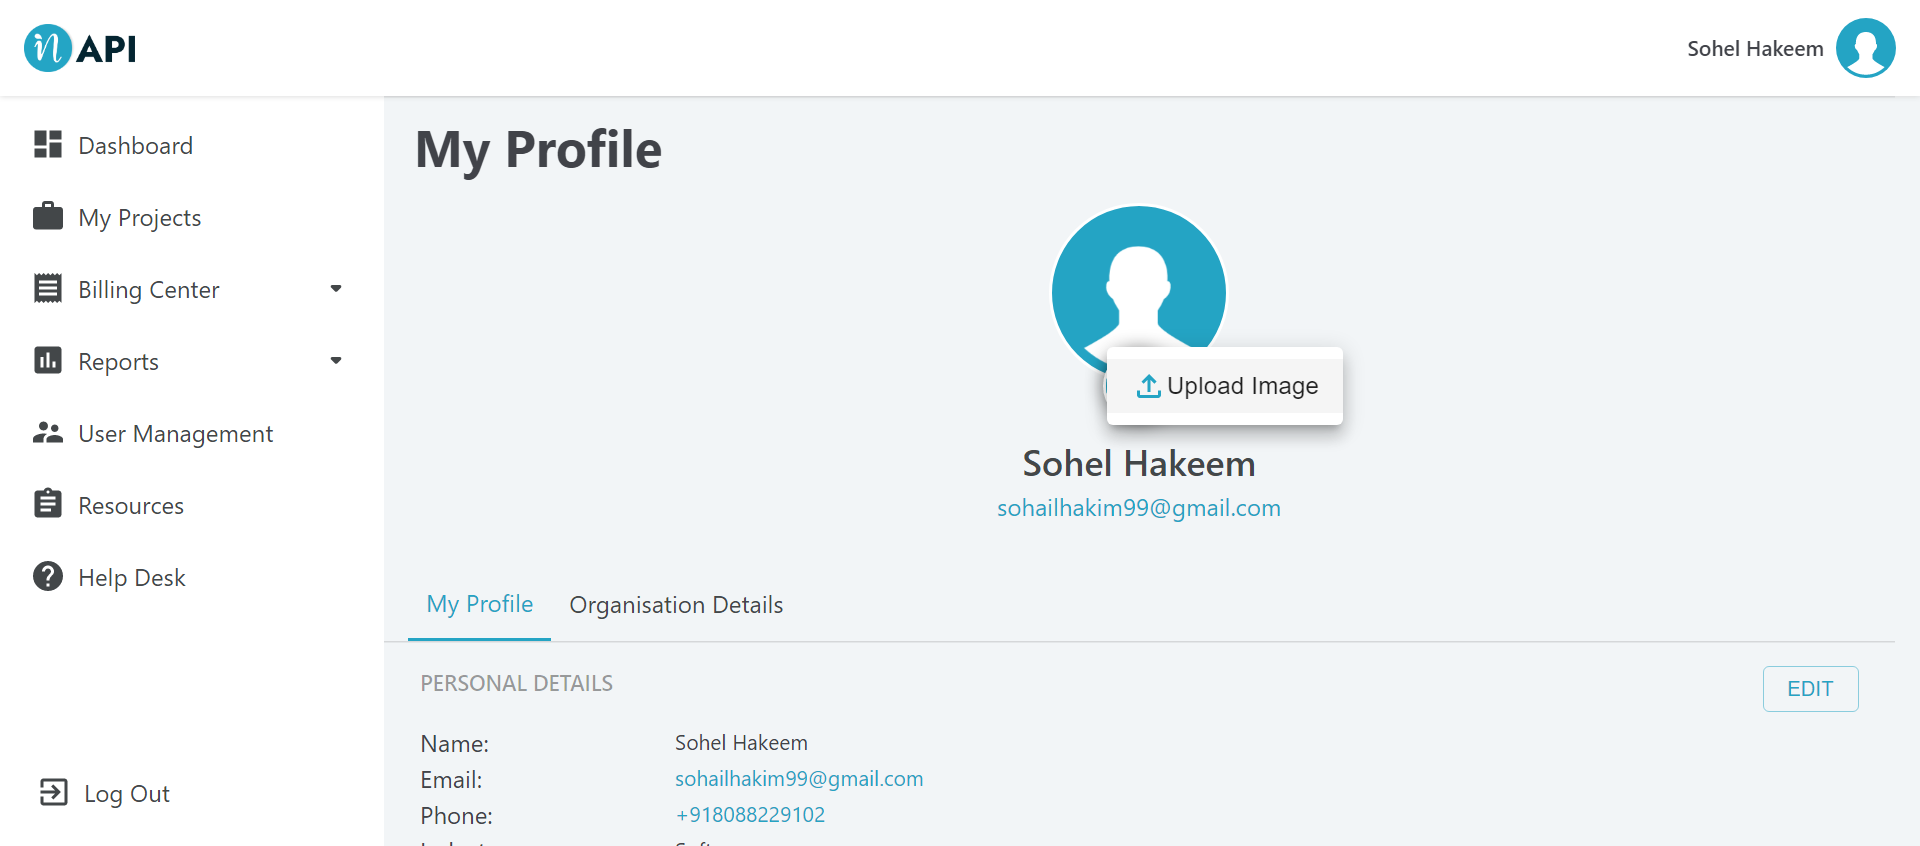 n API
Sohel Hakeem
Dashboard
My Projects
Billing Center
Reports
User Management
Resources
Help Desk
Log Out
My Profile
Upload Image
Sohel Hakeem
sohailhakim99@gmail.com
My Profile Organisation Details
PERSONAL DETAILS
EDIT
Name: Sohel Hakeem
Email: sohailhakim99@gmail.com
Phone: +918088229102